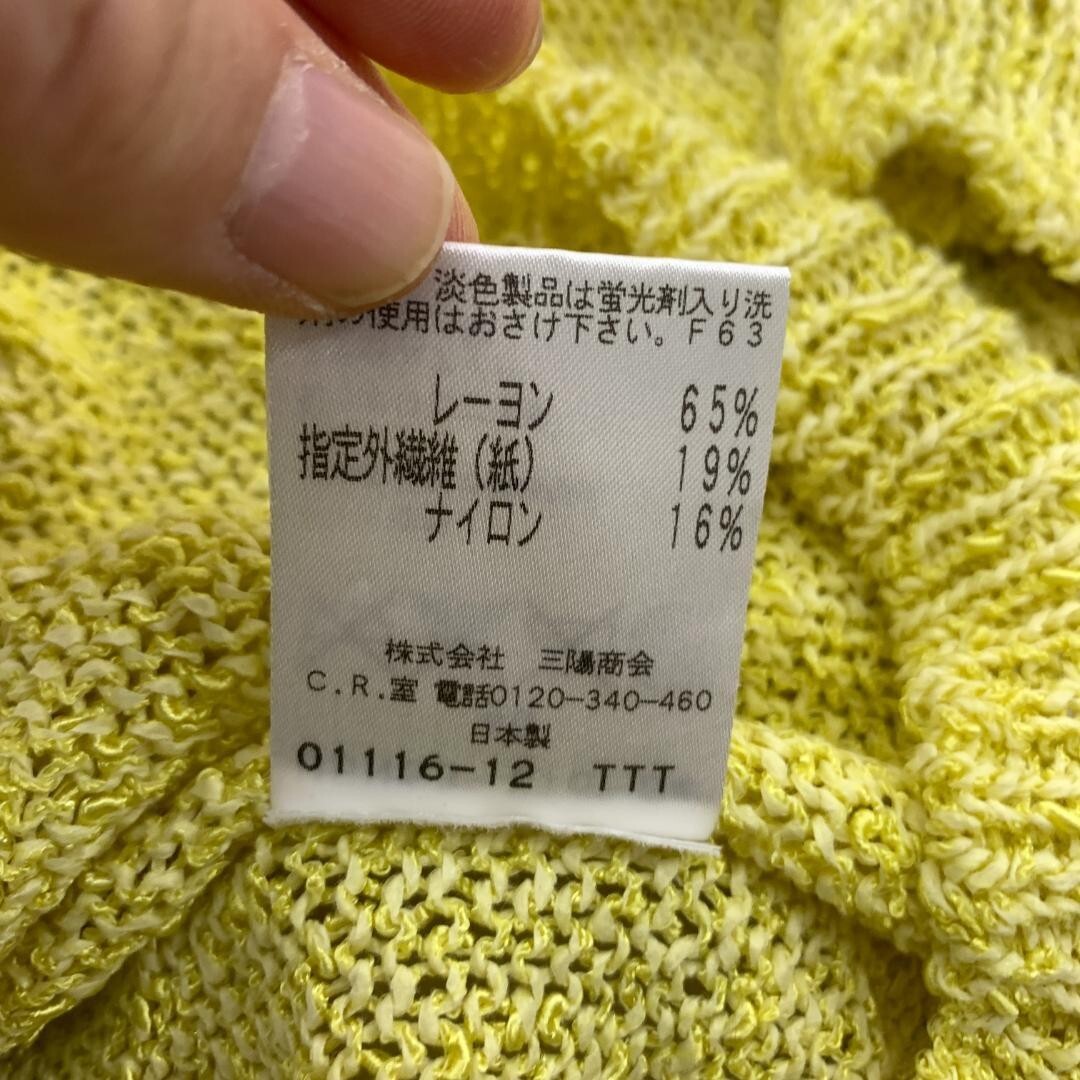 淡色製品は蛍光剤入り洗
剤の使用はおさけ下さい。F63
レーヨン 65%
指定外繊維(紙) 19%
ナイロン 16%
株式会社 三陽商会
C.R.室 電話0120-340-460
日本製
01116-12 TTT